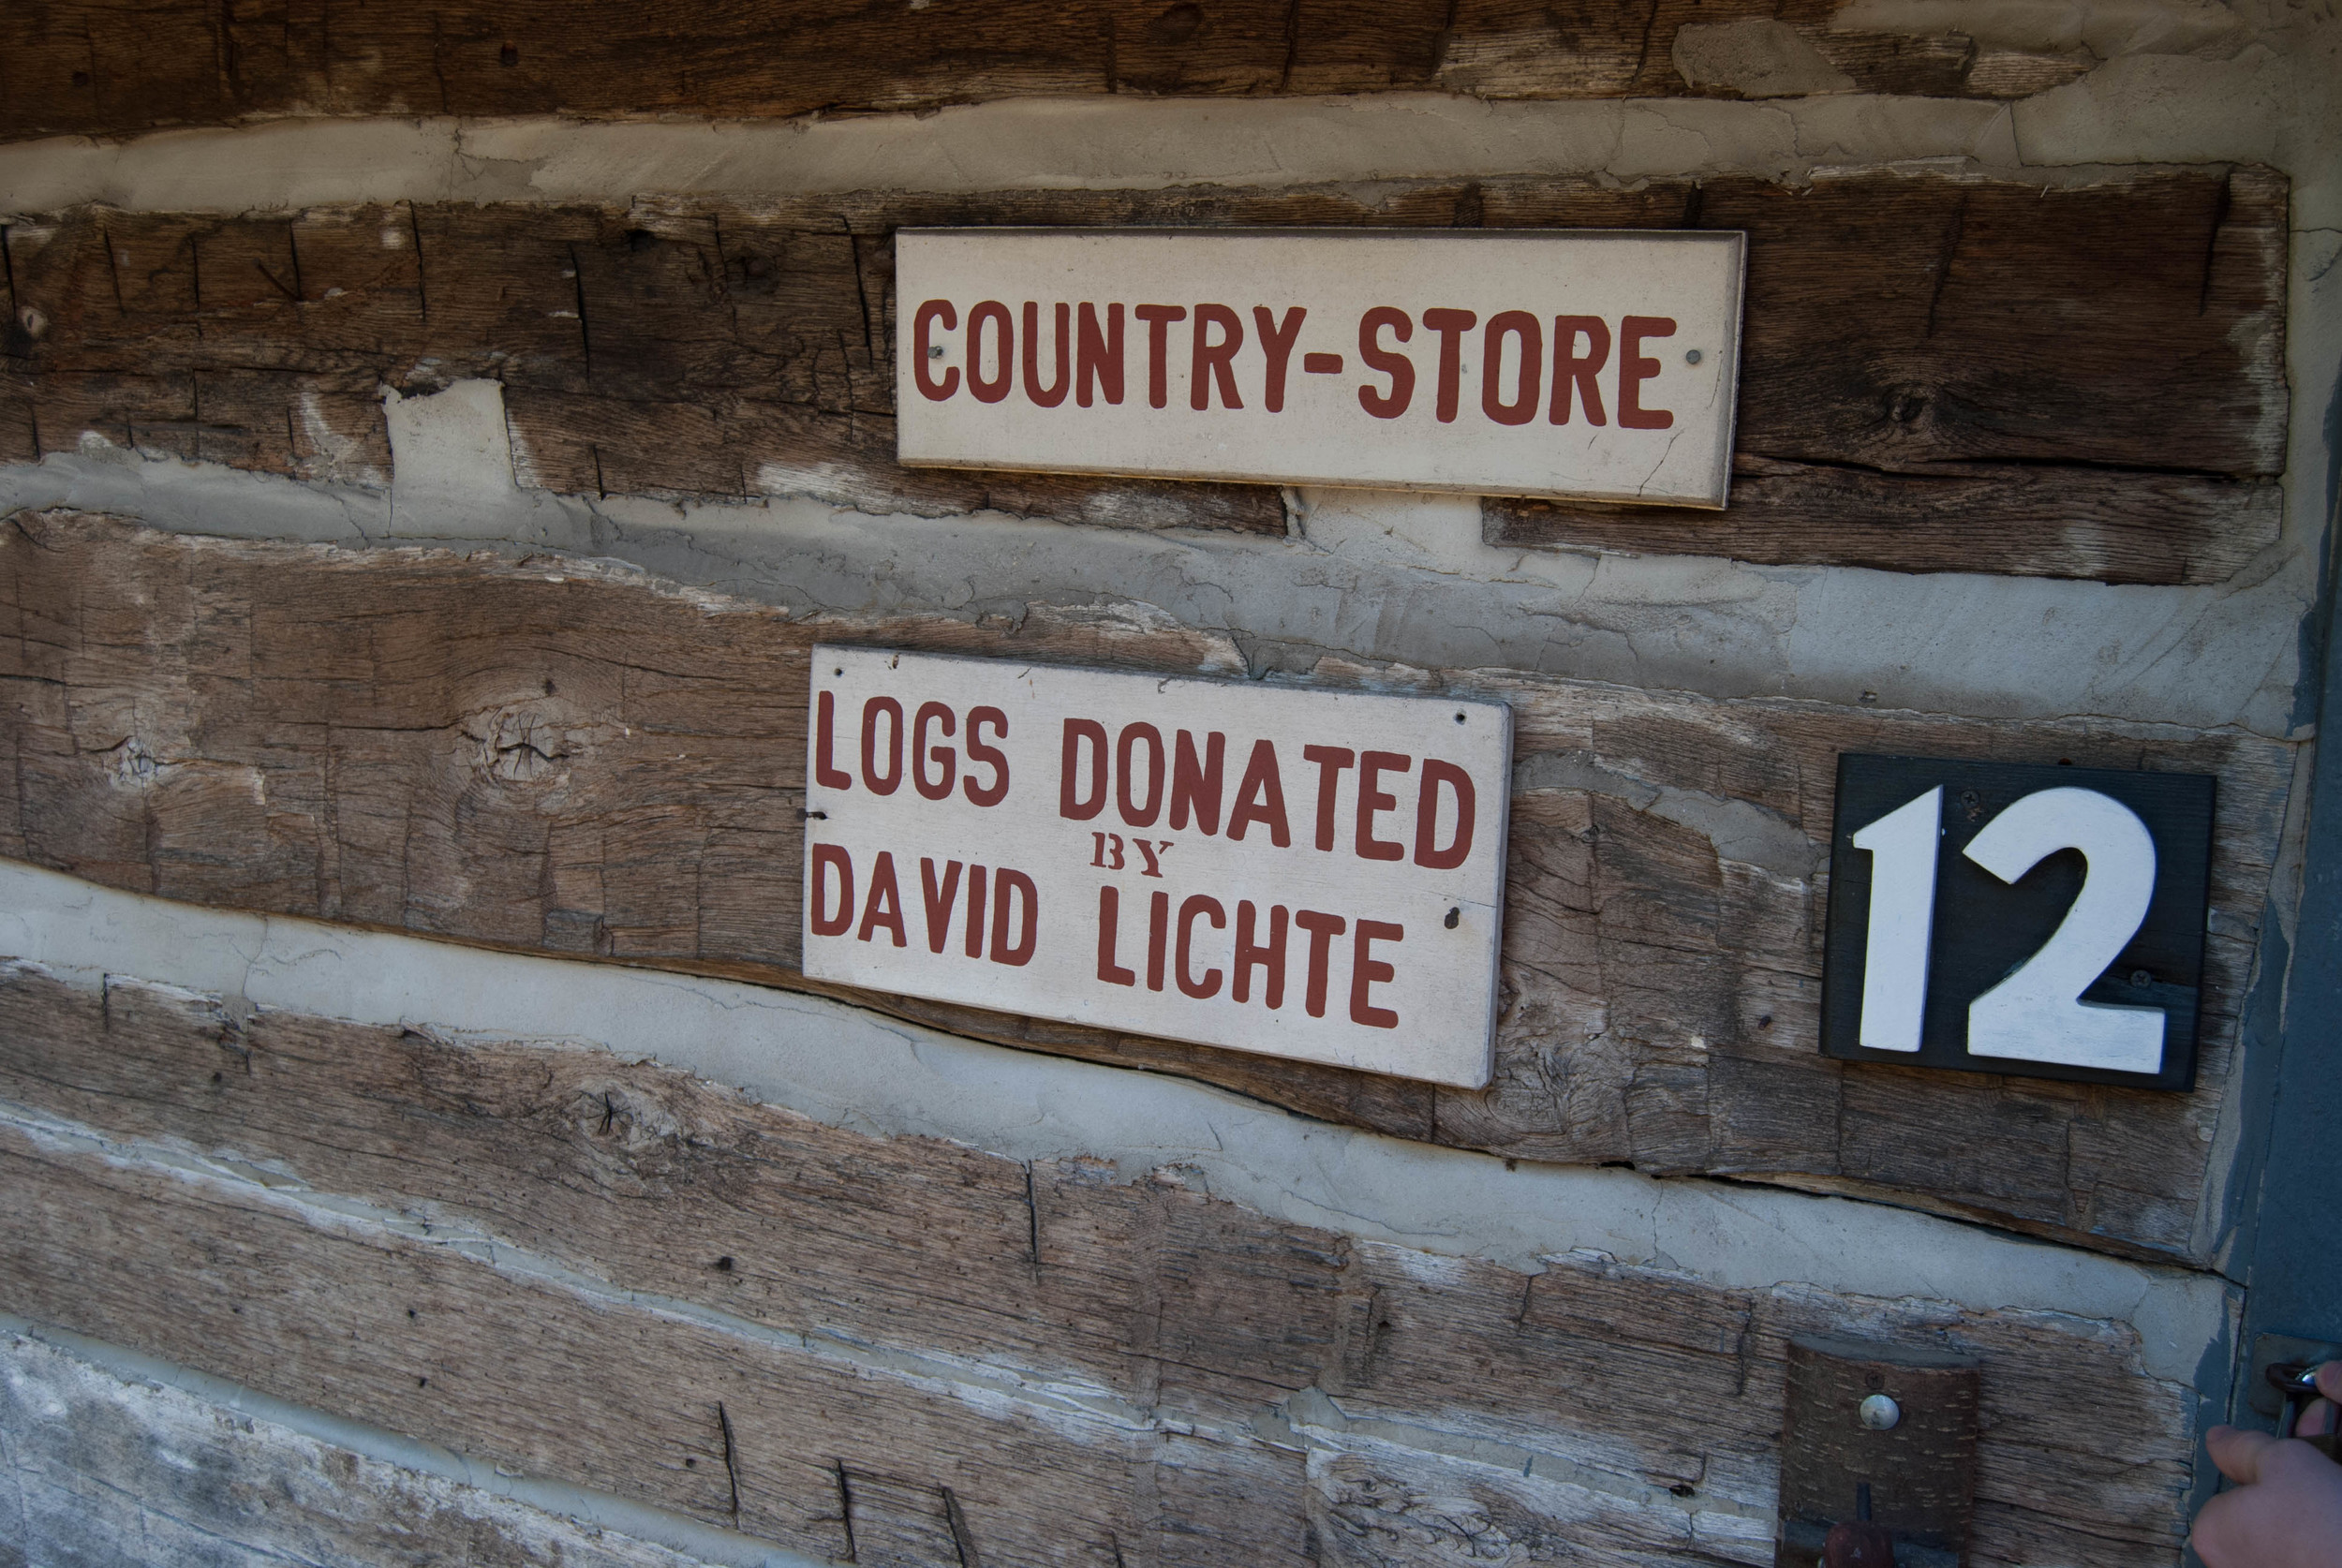 COUNTRY-STORE
LOGS DONATED
BY
DAVID LICHTE
12